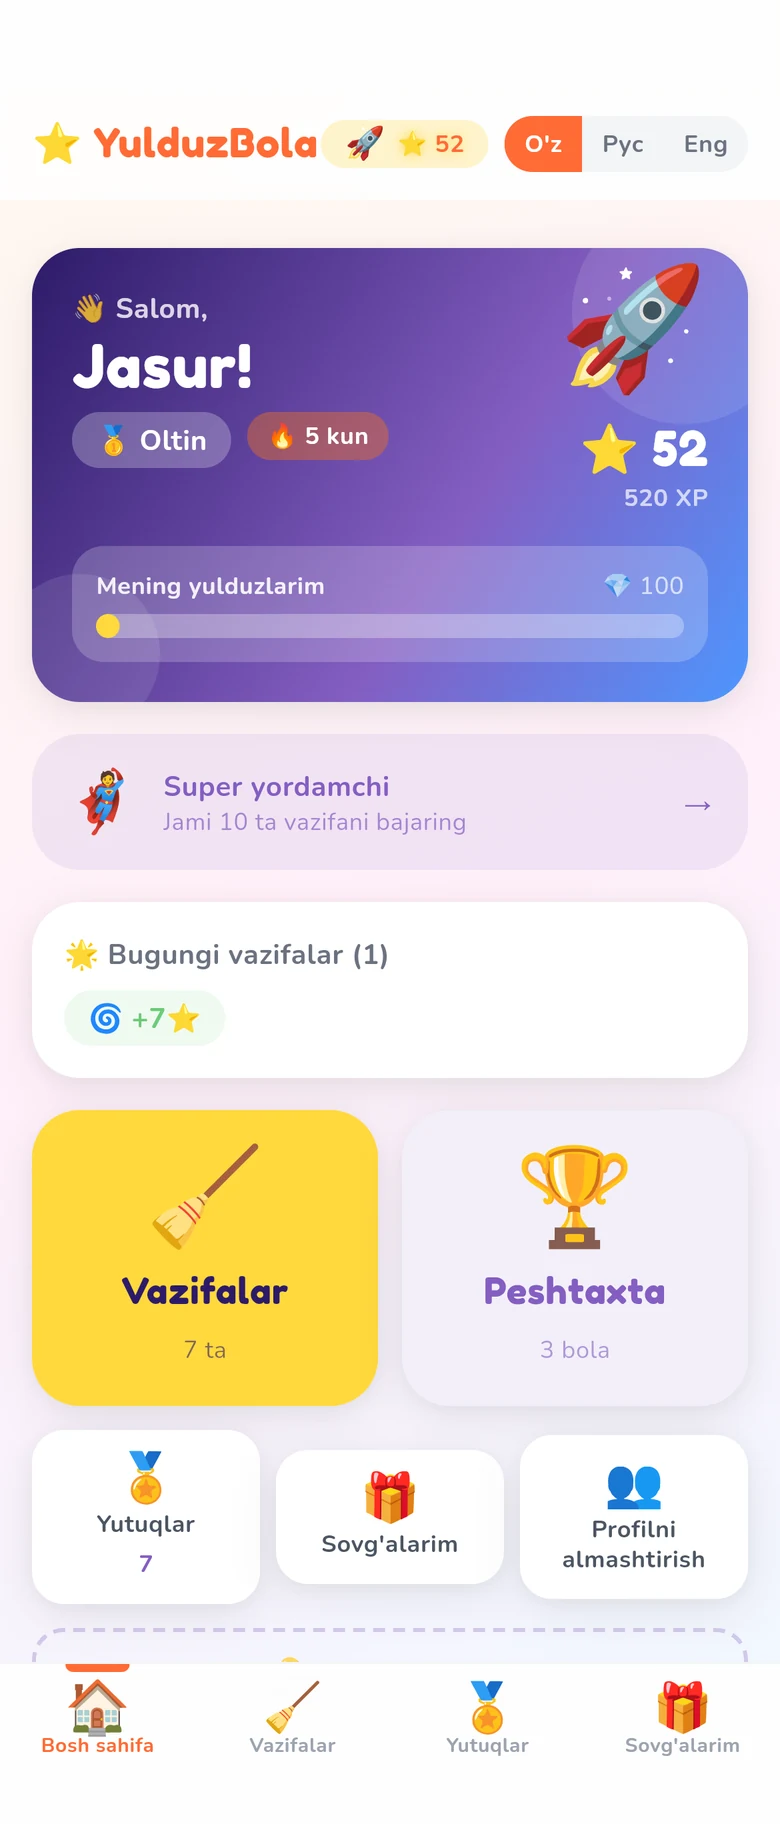 YulduzBola 52 O'z Рус Eng
Salom,
Jasur!
Oltin 5 kun
52
520 XP
Mening yulduzlarim 100
Super yordamchi →
Jami 10 ta vazifani bajaring
Bugungi vazifalar (1)
+7
Vazifalar
7 ta
Peshtaxta
3 bola
Yutuqlar
7
Sovg'alarim
Profilni
almashtirish
Bosh sahifa Vazifalar Yutuqlar Sovg'alarim